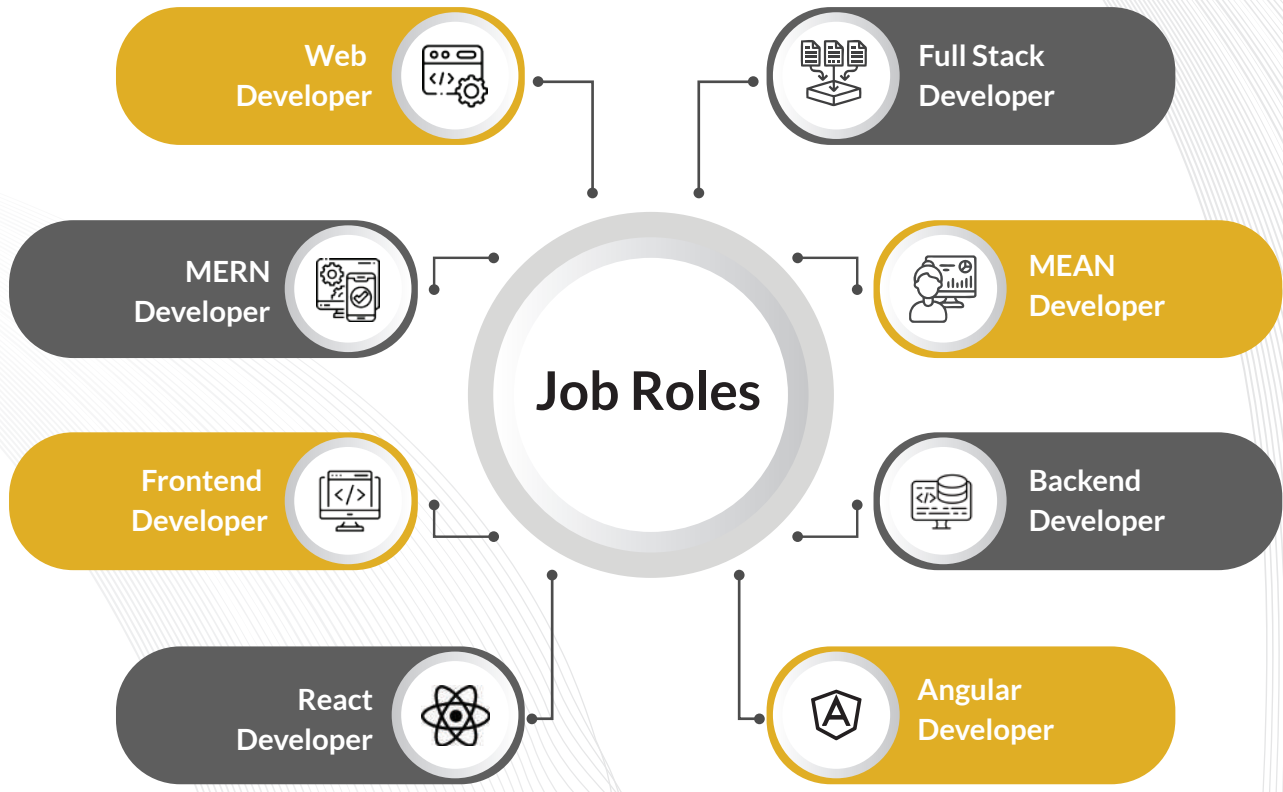 Web
Developer
Full Stack
Developer
MERN
Developer
MEAN
Developer
Job Roles
Frontend
Developer
Backend
Developer
React
Developer
Angular
Developer